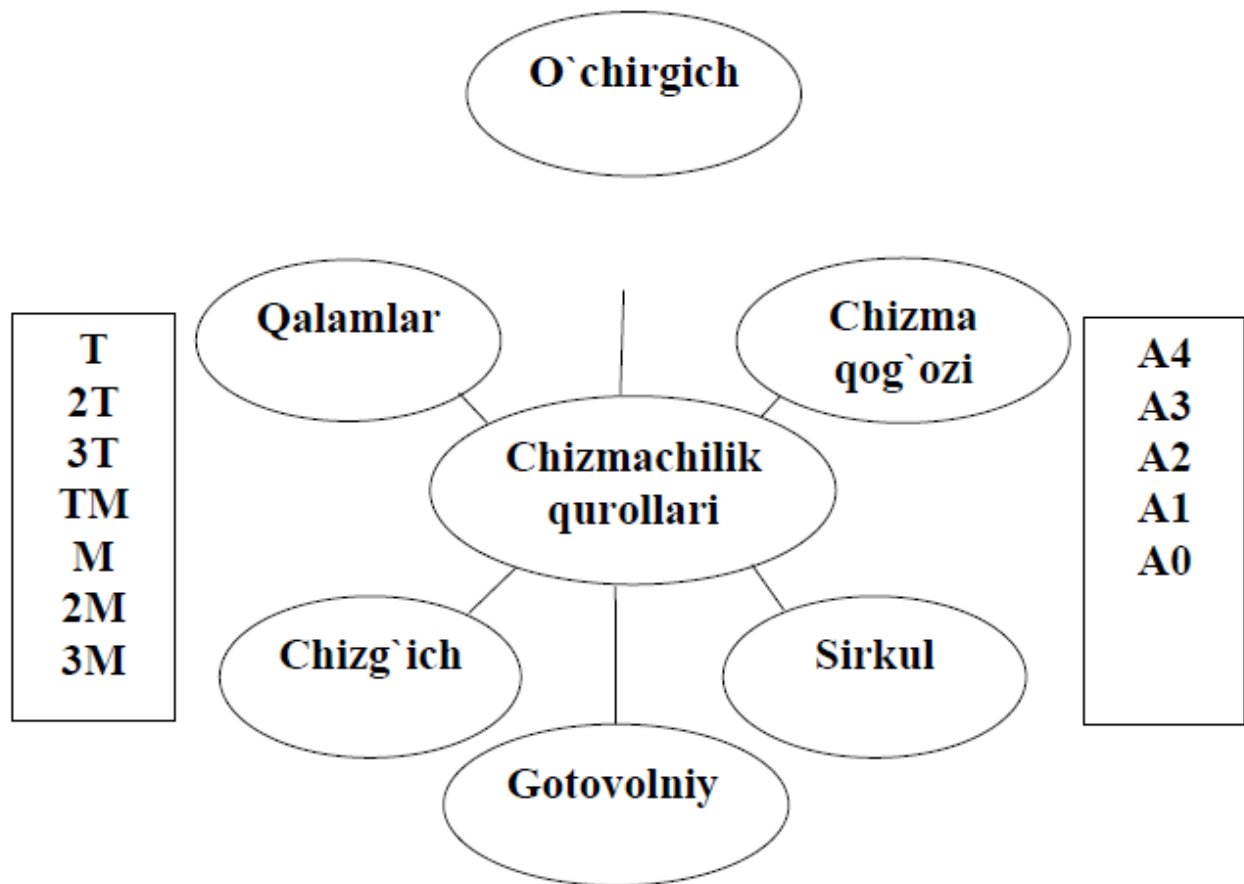 O`chirgich
Qalamlar
Chizma
qog`ozi
T
2T
3T
TM
M
2M
3M
A4
A3
A2
A1
A0
Chizmachilik
qurollari
Chizg`ich
Sirkul
Gotovolniy